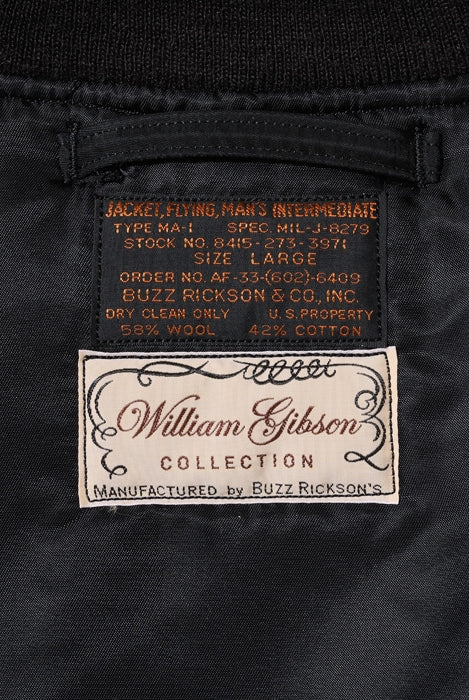 JACKET, FLYING, MAN'S INTERMEDIATE
TYPE MA-1 SPEC. MIL-J-8279
STOCK NO. 8415-273-3971
SIZE LARGE
ORDER NO. AF-33-(602)-6409
BUZZ RICKSON & CO., INC.
DRY CLEAN ONLY U.S. PROPERTY
58% WOOL 42% COTTON
William Gibson
COLLECTION
MANUFACTURED by BUZZ RICKSON'S